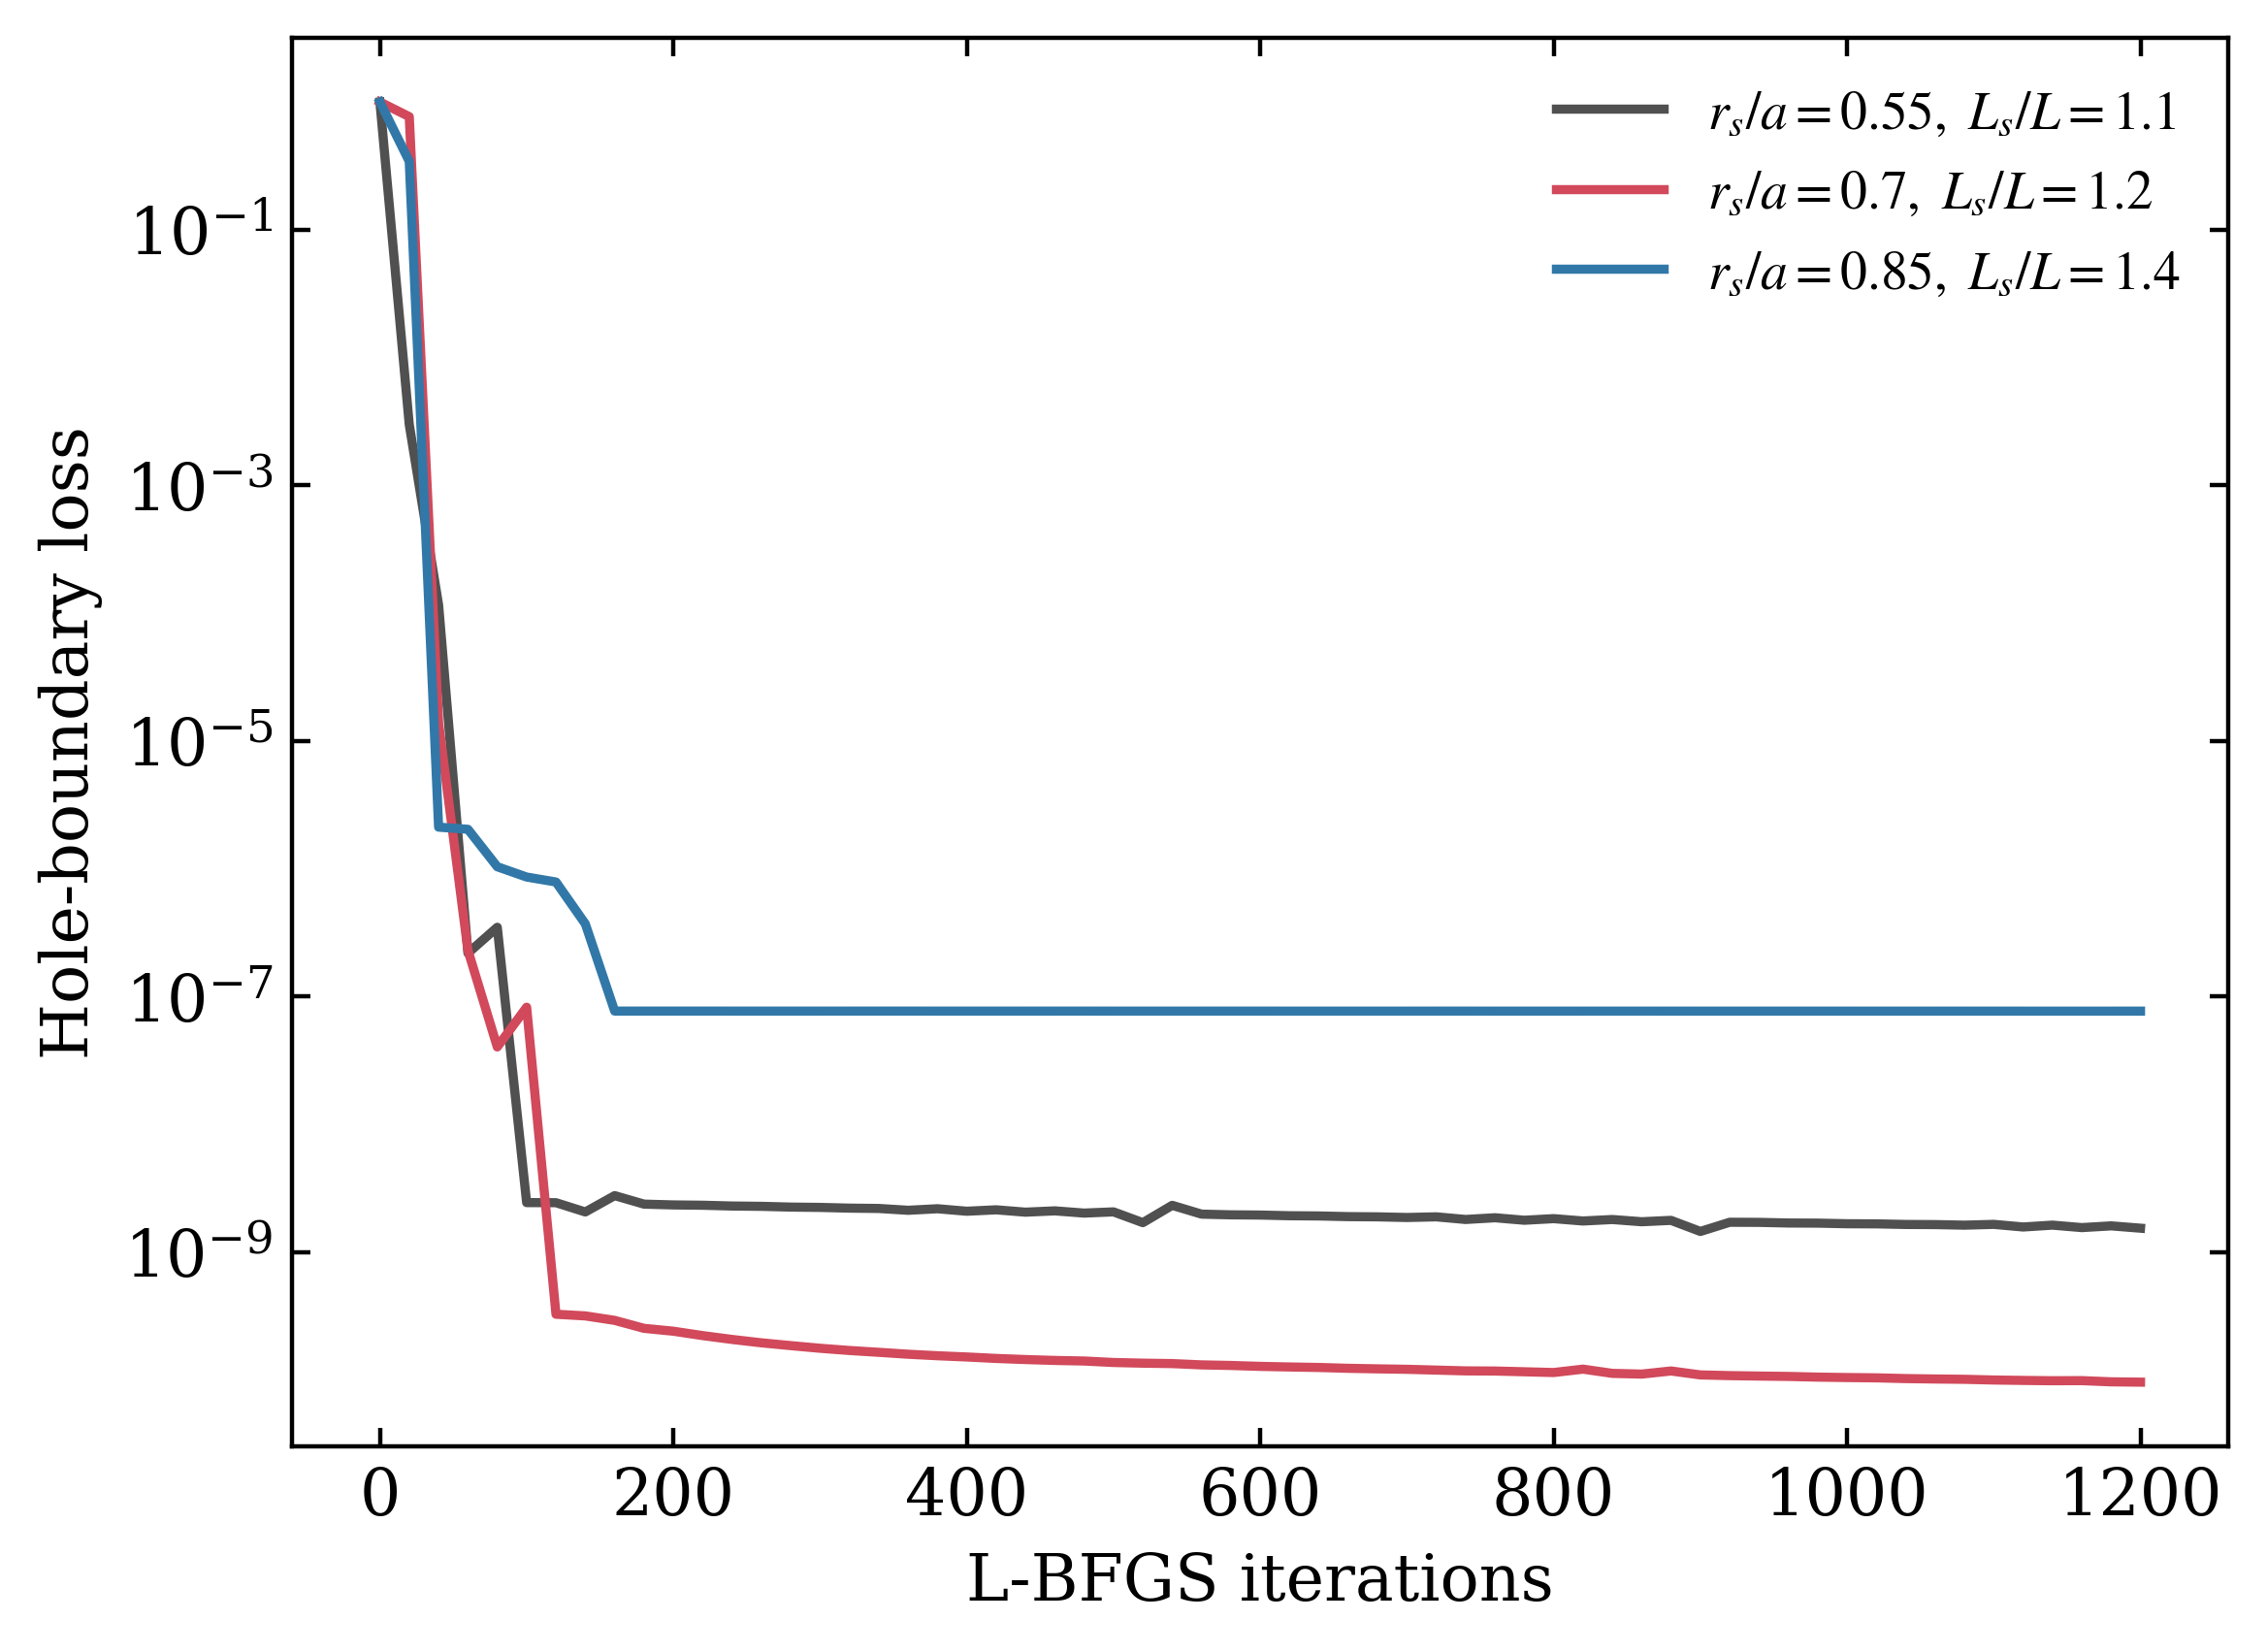 r_s/a = 0.55, L_s/L = 1.1
r_s/a = 0.7, L_s/L = 1.2
r_s/a = 0.85, L_s/L = 1.4
10^{-1}
10^{-3}
10^{-5}
10^{-7}
10^{-9}
Hole-boundary loss
0 200 400 600 800 1000 1200
L-BFGS iterations